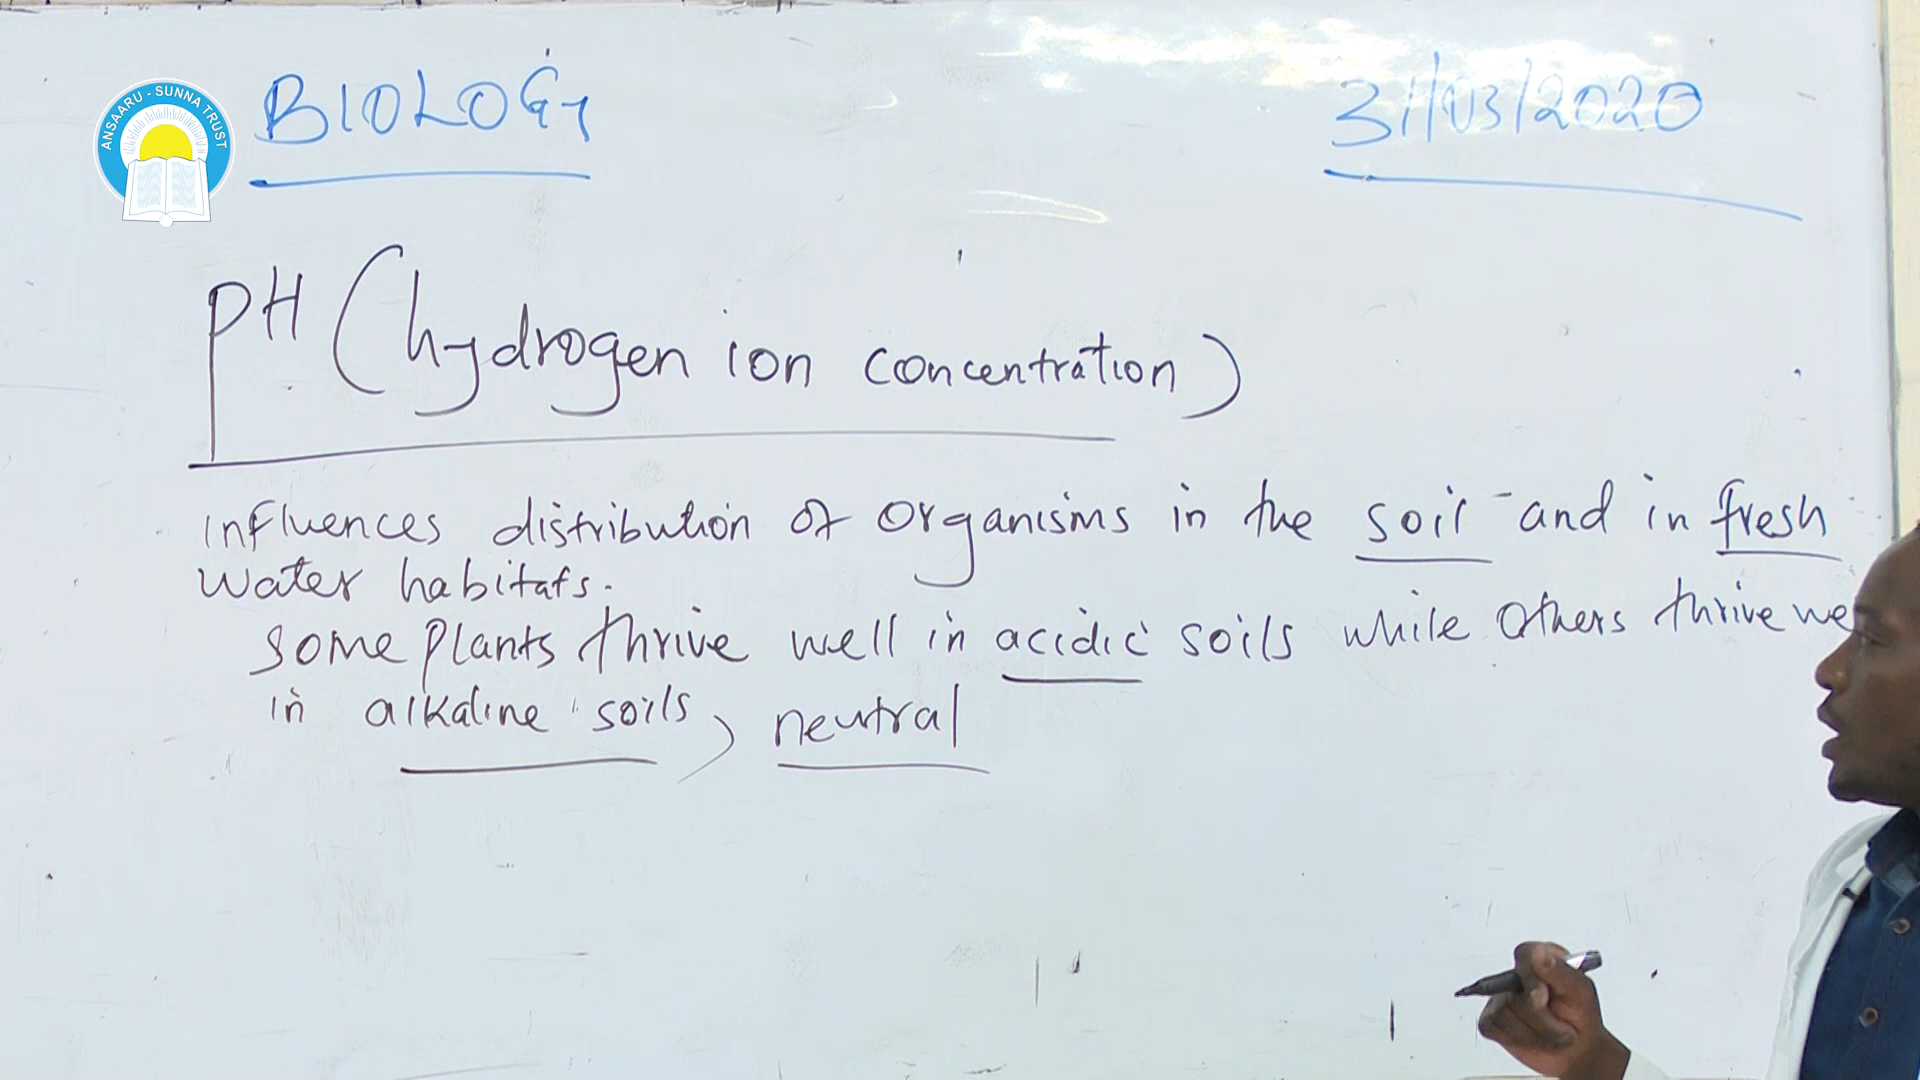 ANSAARU - SUNNA TRUST
BIOLOGY
31/03/2020
PH (hydrogen ion concentration)
Influences distribution of organisms in the soil and in fresh
Water habitats.
Some plants thrive well in acidic soils while others thrive we
in alkaline soils, neutral